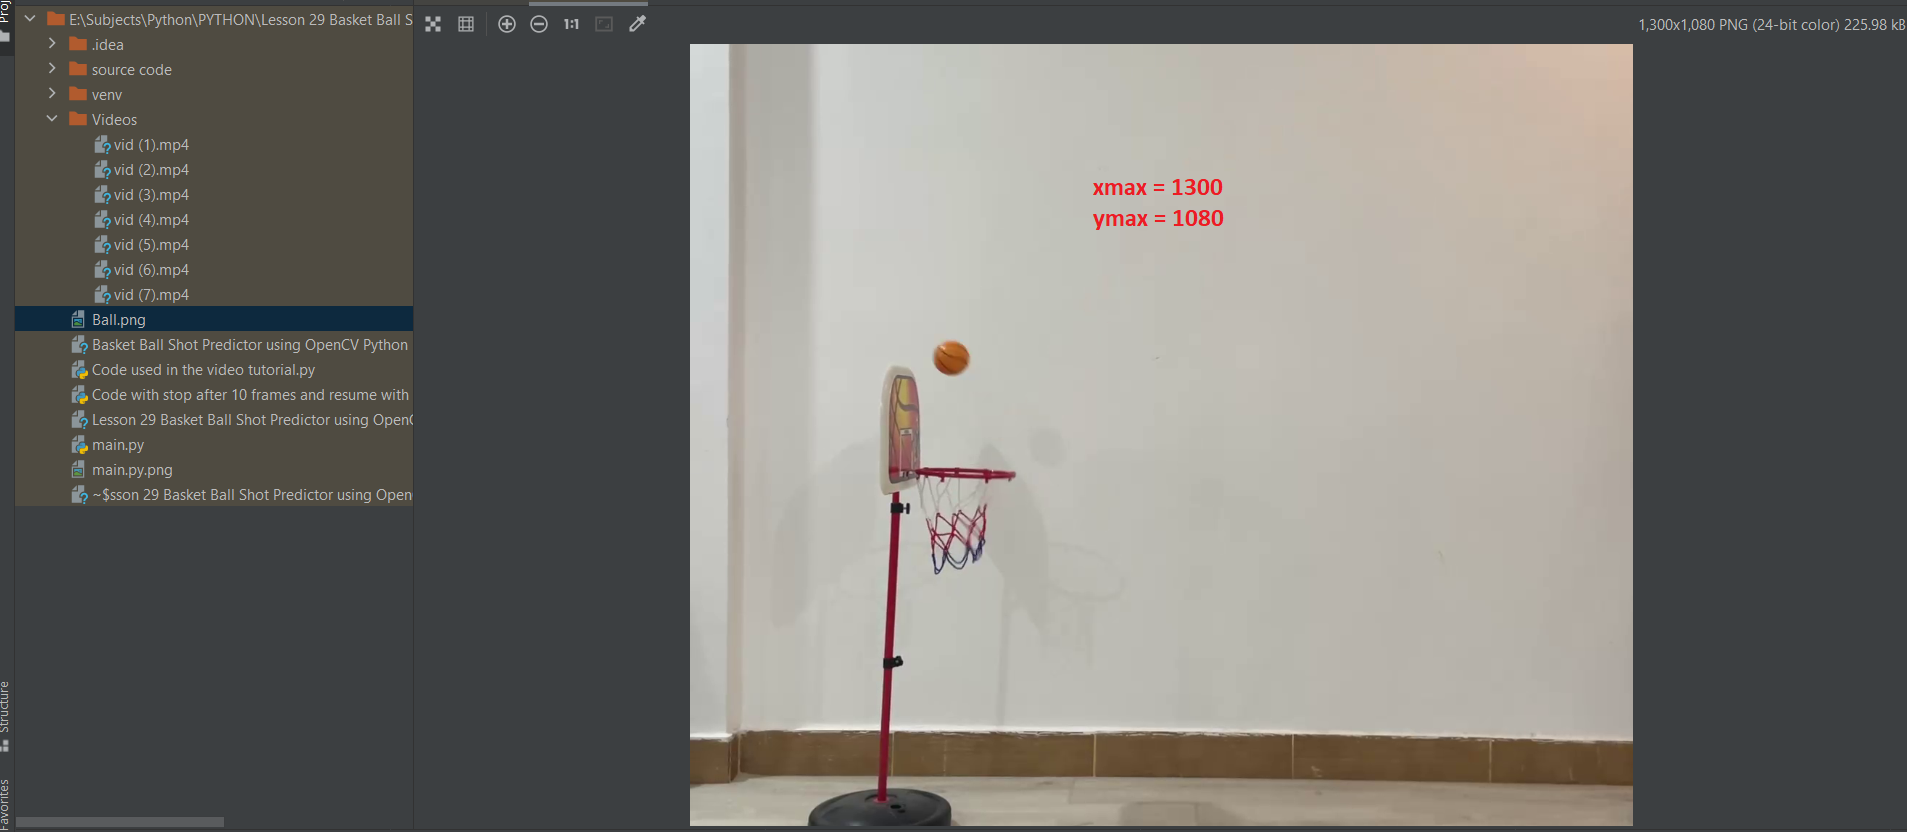 Proj
E:\Subjects\Python\PYTHON\Lesson 29 Basket Ball S
.idea
source code
venv
Videos
vid (1).mp4
vid (2).mp4
vid (3).mp4
vid (4).mp4
vid (5).mp4
vid (6).mp4
vid (7).mp4
Ball.png
Basket Ball Shot Predictor using OpenCV Python
Code used in the video tutorial.py
Code with stop after 10 frames and resume with
Lesson 29 Basket Ball Shot Predictor using Open
main.py
main.py.png
~$sson 29 Basket Ball Shot Predictor using Open
Structure
Favorites
1:1
1,300x1,080 PNG (24-bit color) 225.98 kB
xmax = 1300
ymax = 1080